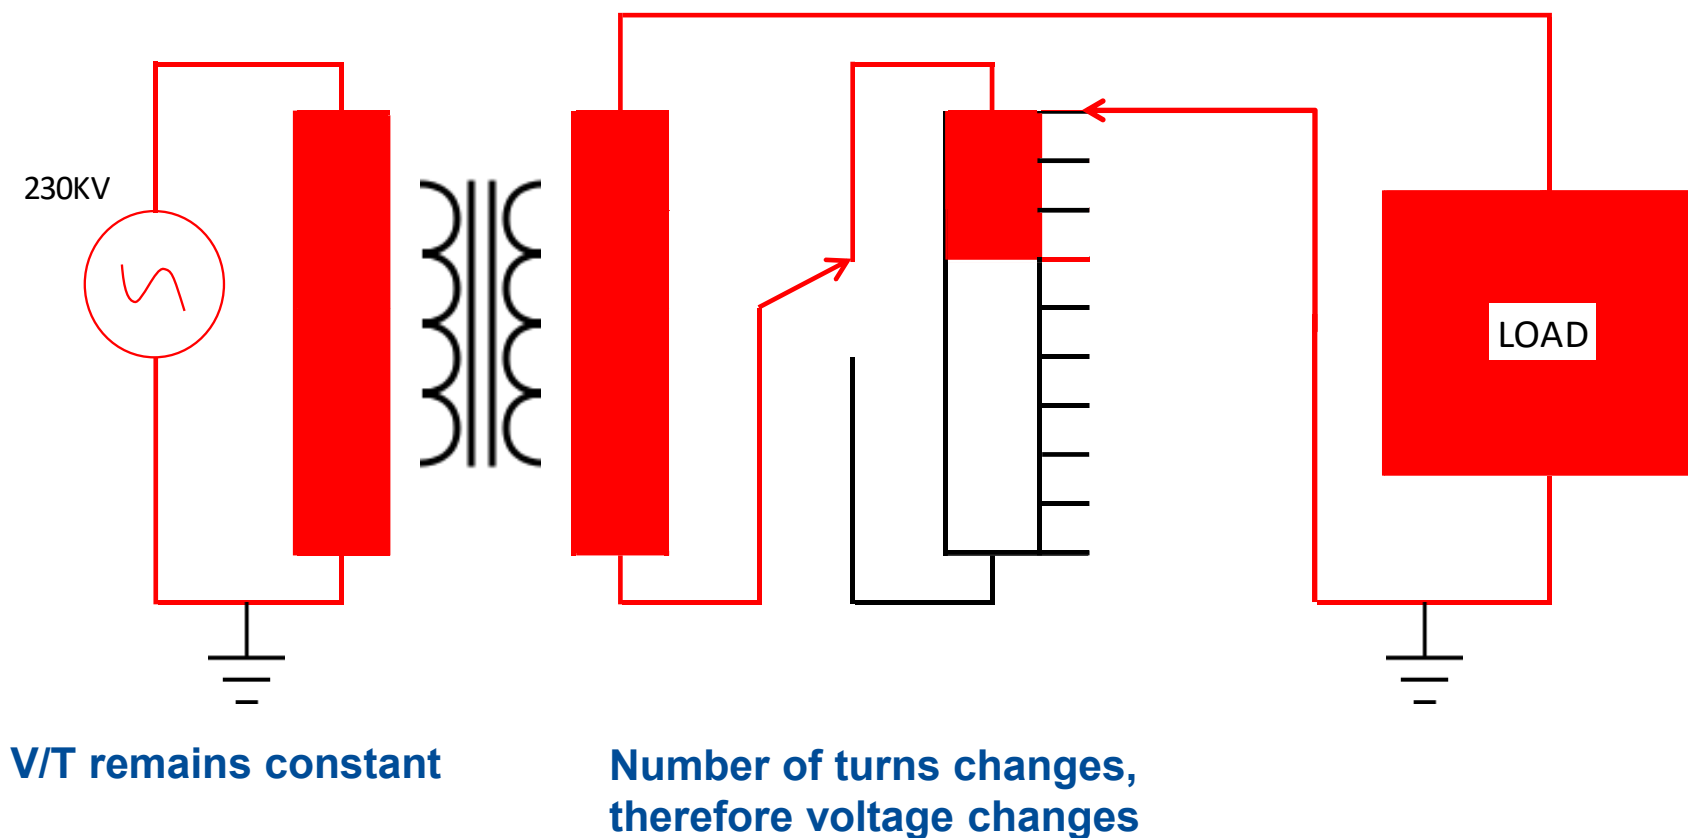 230KV
LOAD
V/T remains constant
Number of turns changes,
therefore voltage changes